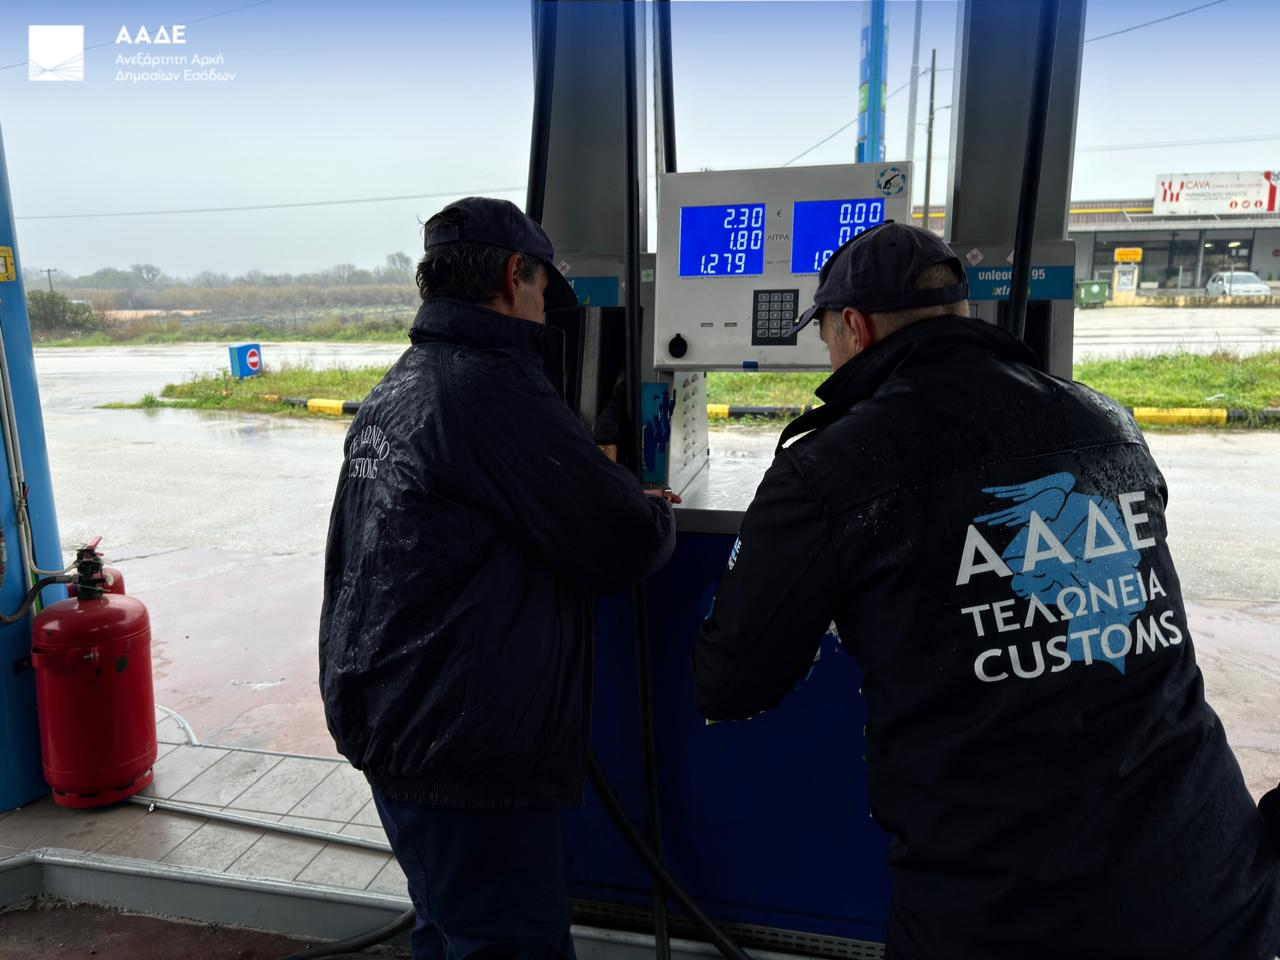 ΑΑΔΕ
Ανεξάρτητη Αρχή
Δημοσίων Εσόδων
2.30
€
0.00
1.80
ΛΙΤΡΑ
1.279
CAVA
unleaded 95
ΤΕΛΩΝΕΙΟ
CUSTOMS
ΑΑΔΕ
ΤΕΛΩΝΕΙΑ
CUSTOMS